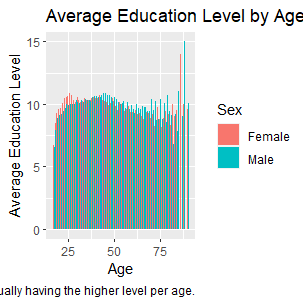 Average Education Level by Age
Average Education Level
15
10
5
0
25
50
75
Age
Sex
Female
Male
ually having the higher level per age.